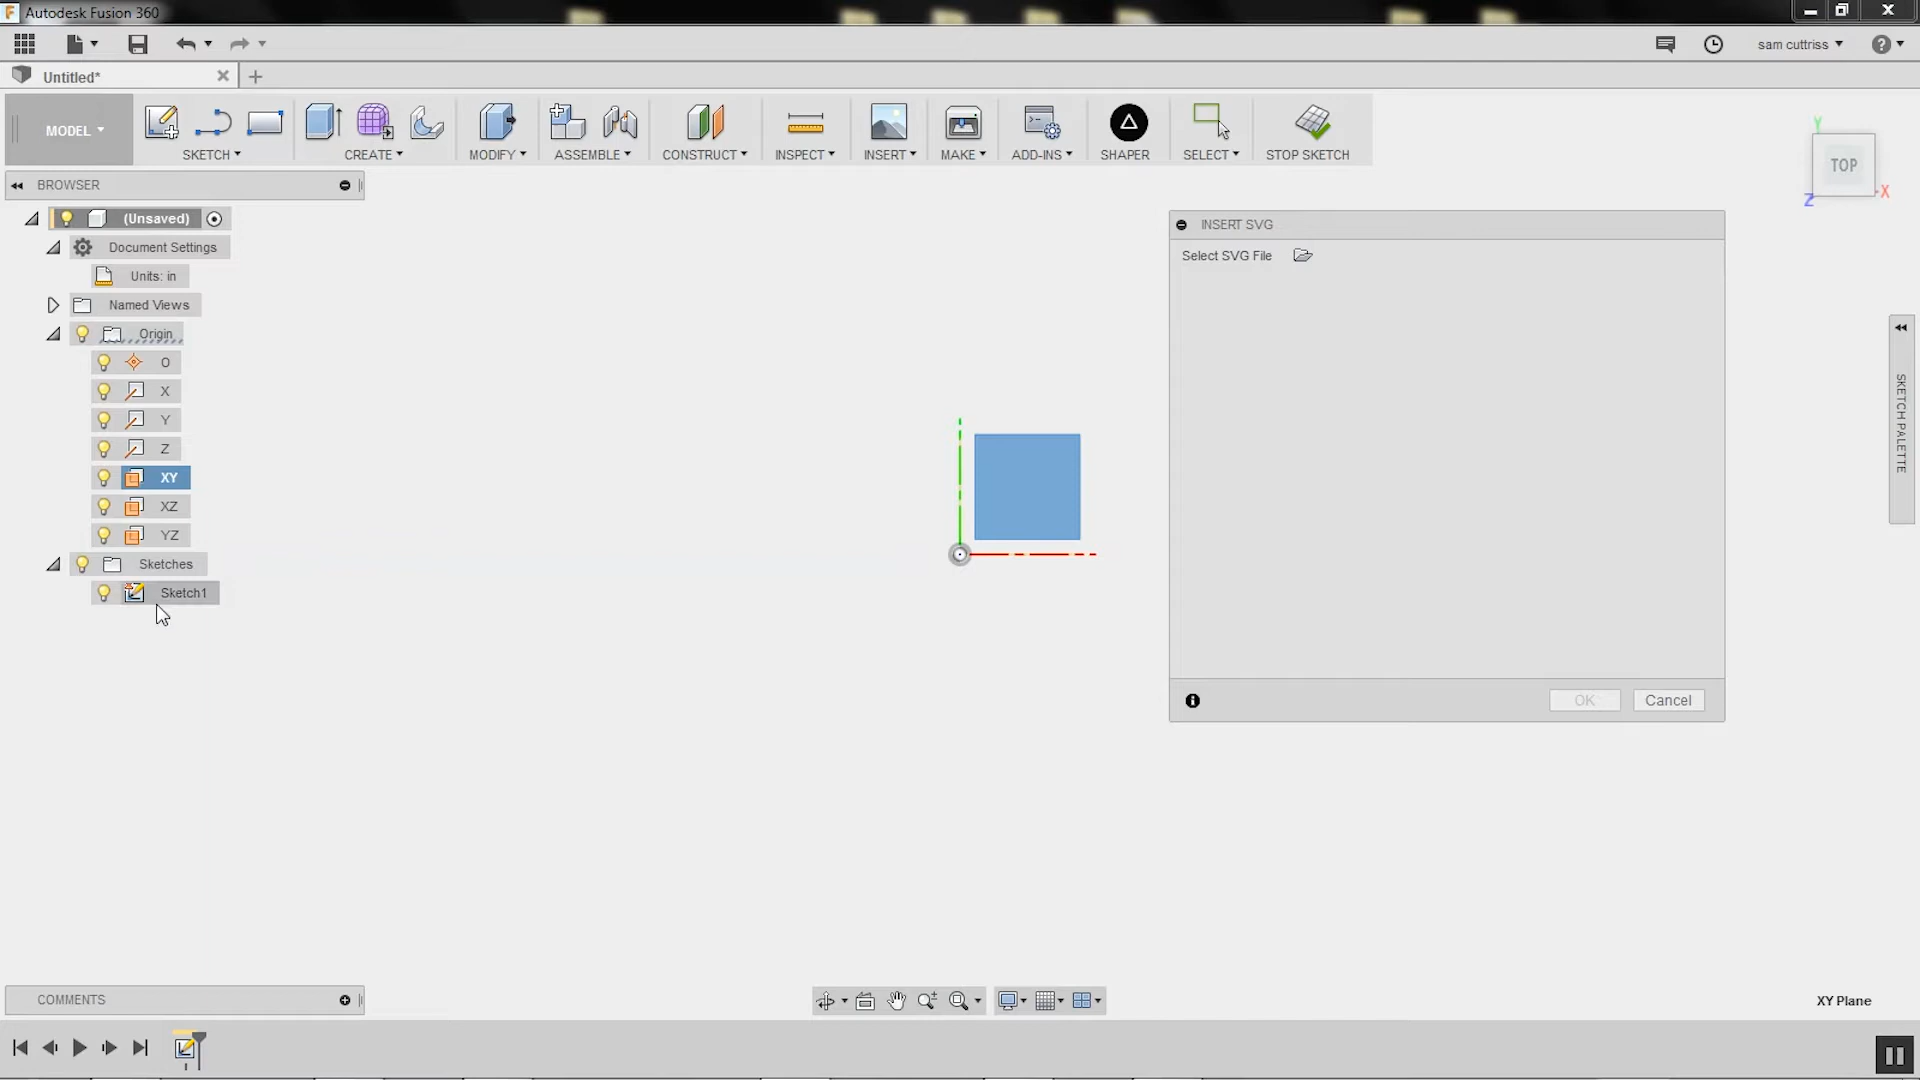 Autodesk Fusion 360
sam cuttriss
Untitled*
MODEL
SKETCH
CREATE
MODIFY
ASSEMBLE
CONSTRUCT
INSPECT
INSERT
MAKE
ADD-INS
SHAPER
SELECT
STOP SKETCH
Y
TOP
X
Z
BROWSER
(Unsaved)
Document Settings
Units: in
Named Views
Origin
O
X
Y
Z
XY
XZ
YZ
Sketches
Sketch1
INSERT SVG
Select SVG File
OK
Cancel
SKETCH PALETTE
COMMENTS
XY Plane